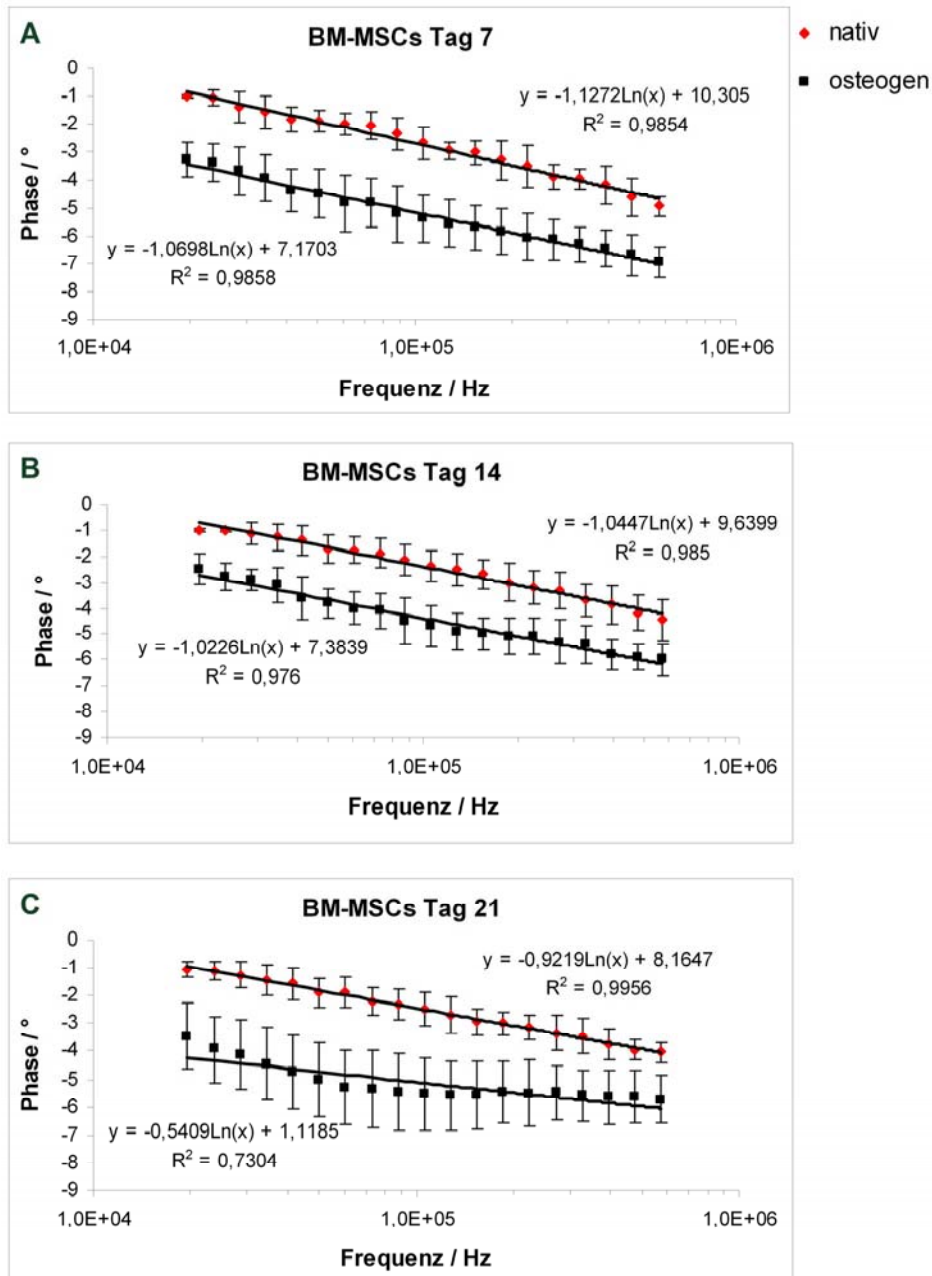 A
BM-MSCs Tag 7
nativ
osteogen
0
-1
-2
-3
-4
-5
-6
-7
-8
-9
Phase / °
y = -1,1272Ln(x) + 10,305
R² = 0,9854
y = -1,0698Ln(x) + 7,1703
R² = 0,9858
1,0E+04 1,0E+05 1,0E+06
Frequenz / Hz
B
BM-MSCs Tag 14
0
-1
-2
-3
-4
-5
-6
-7
-8
-9
Phase / °
y = -1,0447Ln(x) + 9,6399
R² = 0,985
y = -1,0226Ln(x) + 7,3839
R² = 0,976
1,0E+04 1,0E+05 1,0E+06
Frequenz / Hz
C
BM-MSCs Tag 21
0
-1
-2
-3
-4
-5
-6
-7
-8
-9
Phase / °
y = -0,9219Ln(x) + 8,1647
R² = 0,9956
y = -0,5409Ln(x) + 1,1185
R² = 0,7304
1,0E+04 1,0E+05 1,0E+06
Frequenz / Hz